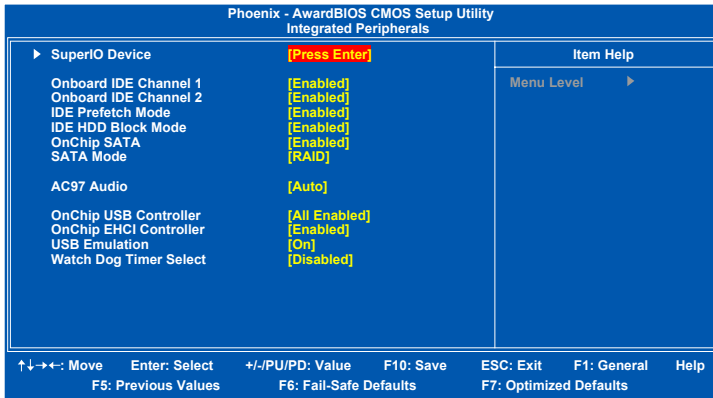 Phoenix - AwardBIOS CMOS Setup Utility
Integrated Peripherals
▶ SuperIO Device [Press Enter]
Item Help
Menu Level ▶
Onboard IDE Channel 1 [Enabled]
Onboard IDE Channel 2 [Enabled]
IDE Prefetch Mode [Enabled]
IDE HDD Block Mode [Enabled]
OnChip SATA [Enabled]
SATA Mode [RAID]
AC97 Audio [Auto]
OnChip USB Controller [All Enabled]
OnChip EHCI Controller [Enabled]
USB Emulation [On]
Watch Dog Timer Select [Disabled]
↑↓→←: Move Enter: Select +/-/PU/PD: Value F10: Save ESC: Exit F1: General Help
F5: Previous Values F6: Fail-Safe Defaults F7: Optimized Defaults